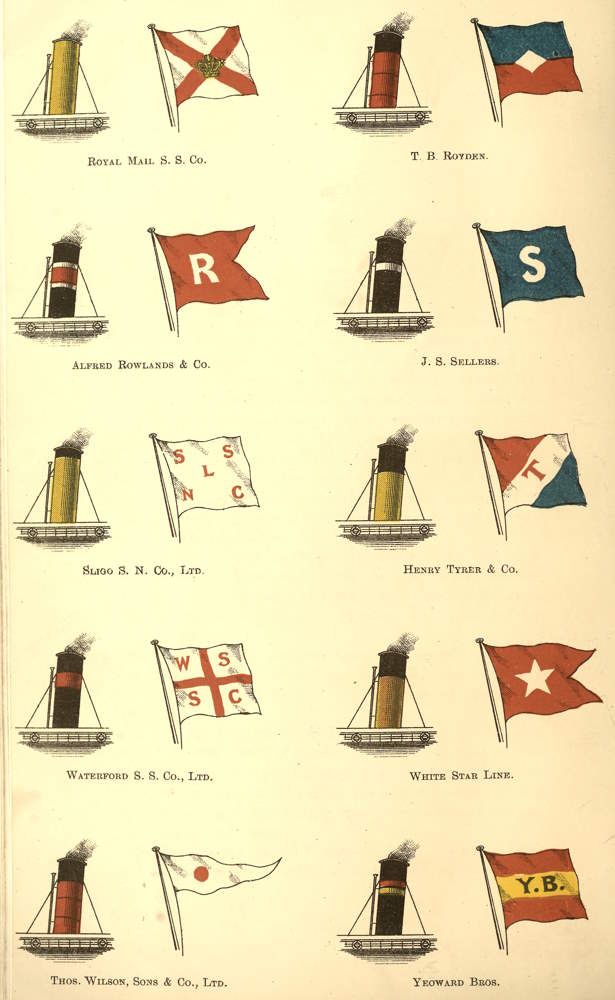 Royal Mail S. S. Co.
T. B. Royden.
R
S
Alfred Rowlands & Co.
J. S. Sellers.
S S
L
N C
T
Sligo S. N. Co., Ltd.
Henry Tyrer & Co.
W S
S C
Waterford S. S. Co., Ltd.
White Star Line.
Y.B.
Thos. Wilson, Sons & Co., Ltd.
Yeoward Bros.